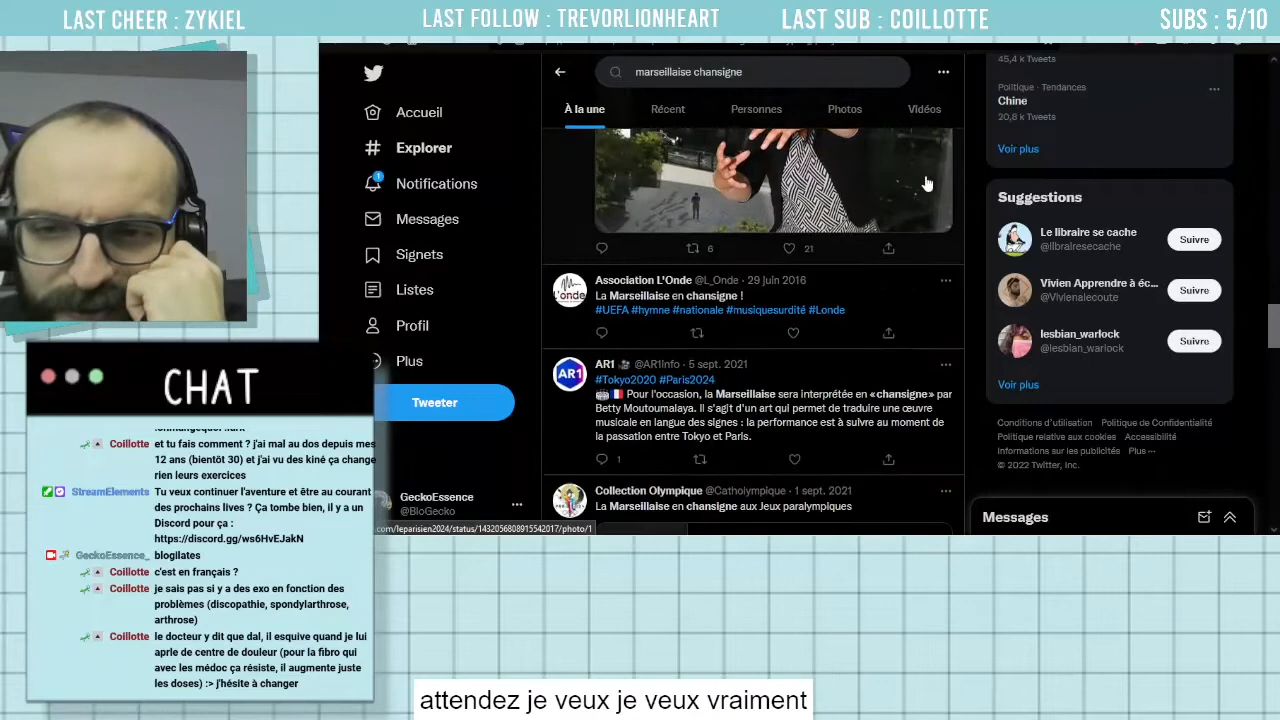 LAST CHEER : ZYKIEL
LAST FOLLOW : TREVORLIONHEART
LAST SUB : COILLOTTE
SUBS : 5/10
Accueil
Explorer
1
Notifications
Messages
Signets
Listes
Profil
Plus
Tweeter
GeckoEssence
@BloGecko
marseillaise chansigne
À la une
Récent
Personnes
Photos
Vidéos
6
21
l'onde
Association L'Onde @L_Onde · 29 juin 2016
La Marseillaise en chansigne !
#UEFA #hymne #nationale #musiquesurdité #Londe
AR1
AR1 @AR1Info · 5 sept. 2021
#Tokyo2020 #Paris2024
Pour l'occasion, la Marseillaise sera interprétée en «chansigne» par
Betty Moutoumalaya. Il s'agit d'un art qui permet de traduire une œuvre
musicale en langue des signes : la performance est à suivre au moment de
la passation entre Tokyo et Paris.
1
Collection Olympique @Catholympique · 1 sept. 2021
La Marseillaise en chansigne aux Jeux paralympiques
.com/leparisien2024/status/1432056808915542017/photo/1
45,4 k Tweets
Politique · Tendances
Chine
20,8 k Tweets
Voir plus
Suggestions
Le libraire se cache
@librairesecache
Suivre
Vivien Apprendre à éc...
@Vivienalecoute
Suivre
lesbian_warlock
@lesbian_warlock
Suivre
Voir plus
Conditions d'utilisation Politique de Confidentialité
Politique relative aux cookies Accessibilité
Informations sur les publicités Plus ···
© 2022 Twitter, Inc.
Messages
CHAT
Coillotte et tu fais comment ? j'ai mal au dos depuis mes
12 ans (bientôt 30) et j'ai vu des kiné ça change
rien leurs exercices
StreamElements Tu veux continuer l'aventure et être au courant
des prochains lives ? Ça tombe bien, il y a un
Discord pour ça :
https://discord.gg/ws6HvEJakN
GeckoEssence_ blogilates
Coillotte c'est en français ?
Coillotte je sais pas si y a des exo en fonction des
problèmes (discopathie, spondylarthrose,
arthrose)
Coillotte le docteur y dit que dal, il esquive quand je lui
aprle de centre de douleur (pour la fibro qui
avec les médoc ça résiste, il augmente juste
les doses) :> j'hésite à changer
attendez je veux je veux vraiment